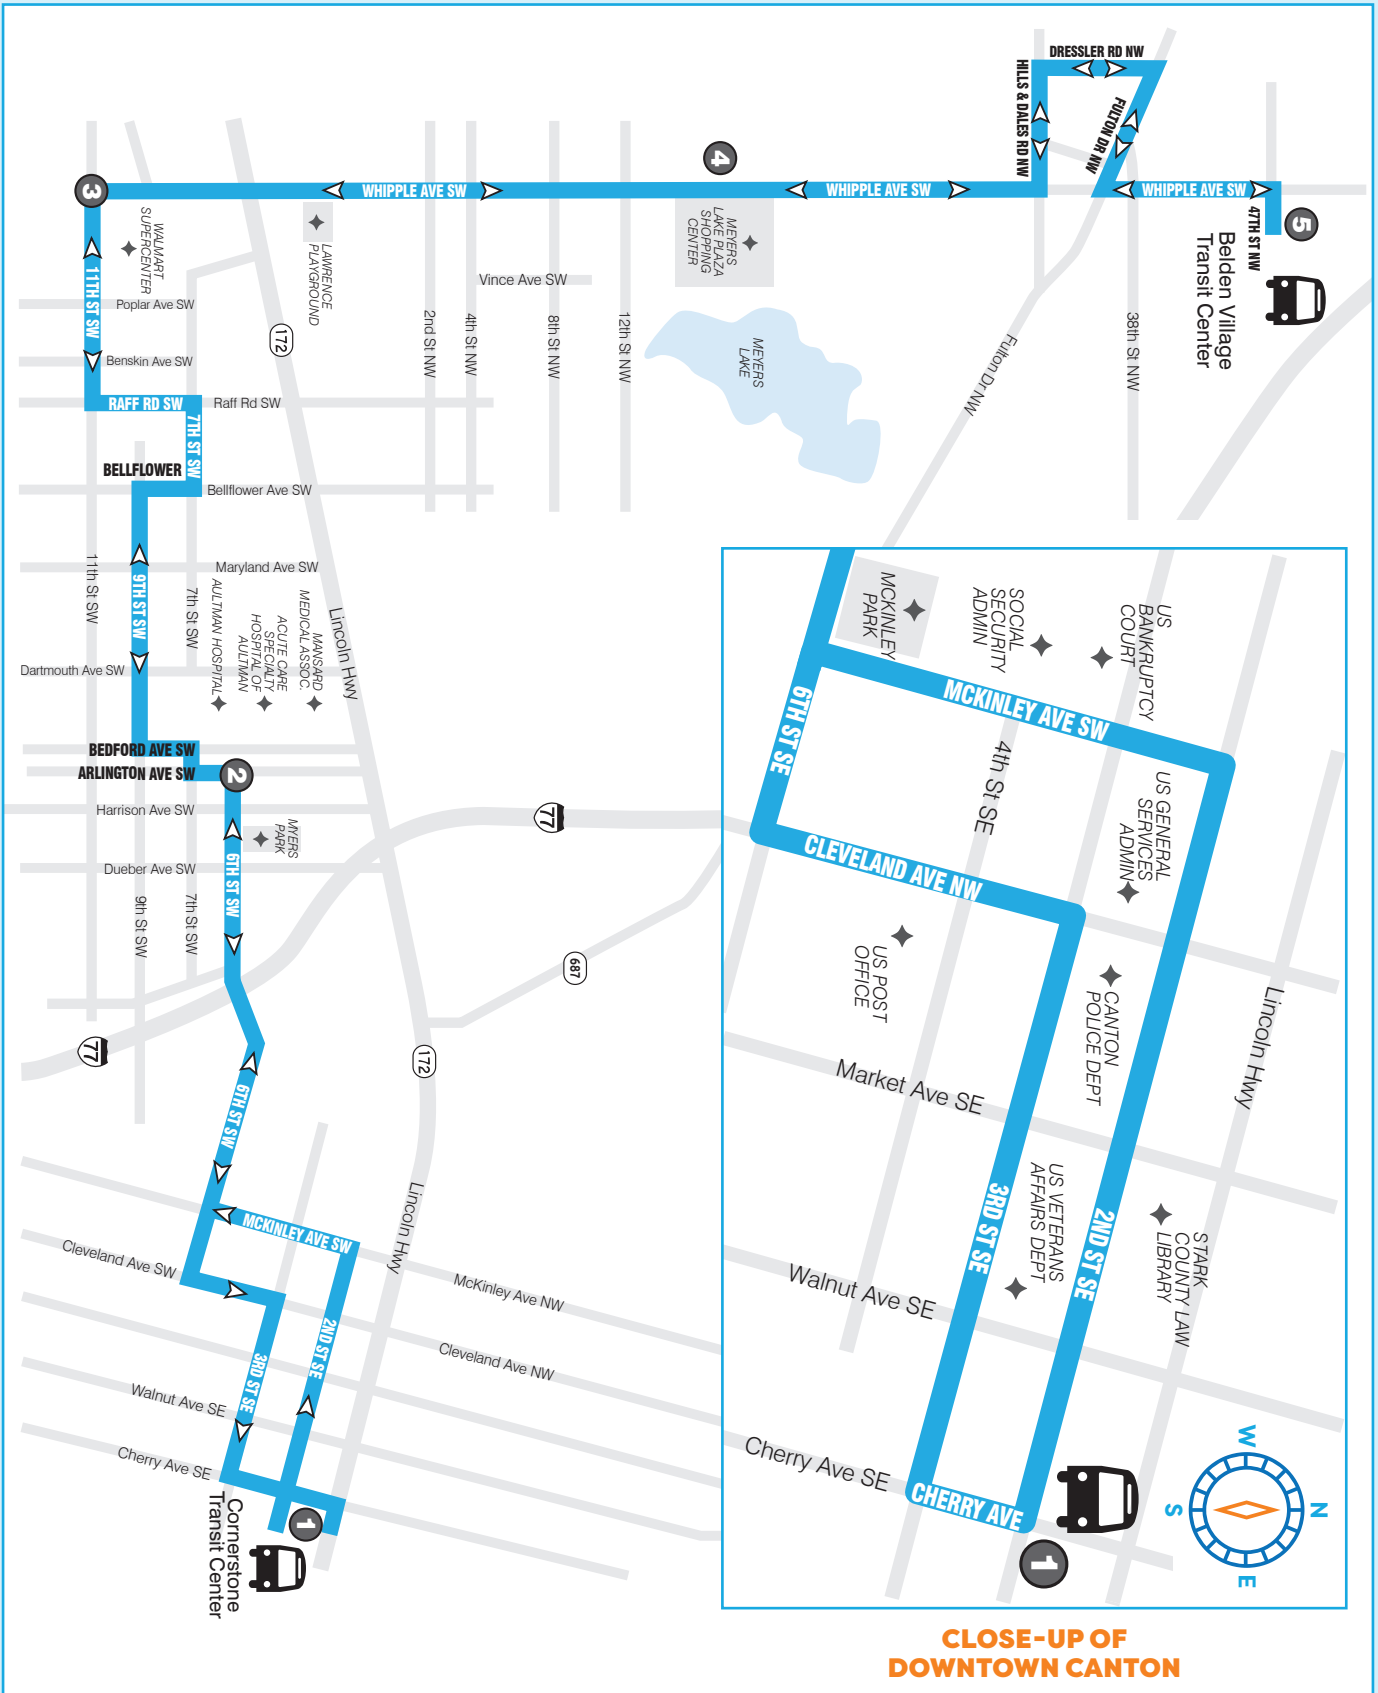 DRESSLER RD NW
HILLS & DALES RD NW
FULTON DR NW
4
WHIPPLE AVE SW
WHIPPLE AVE SW
WHIPPLE AVE SW
3
5
47TH ST NW
Belden Village
Transit Center
WALMART
SUPERCENTER
LAWRENCE
PLAYGROUND
MEYERS
LAKE PLAZA
SHOPPING
CENTER
Vince Ave SW
11TH ST SW
Poplar Ave SW
Benskin Ave SW
172
2nd St NW
4th St NW
8th St NW
12th St NW
MEYERS
LAKE
Fulton Dr NW
38th St NW
RAFF RD SW
Raff Rd SW
7TH ST SW
BELLFLOWER
Bellflower Ave SW
11th St SW
9TH ST SW
7th St SW
Maryland Ave SW
AULTMAN HOSPITAL
ACUTE CARE
SPECIALTY
HOSPITAL OF
AULTMAN
MANSARD
MEDICAL ASSOC.
Lincoln Hwy
Dartmouth Ave SW
BEDFORD AVE SW
ARLINGTON AVE SW
2
Harrison Ave SW
MYERS
PARK
77
Dueber Ave SW
6TH ST SW
9th St SW
7th St SW
687
77
172
6TH ST SW
Lincoln Hwy
MCKINLEY AVE SW
Cleveland Ave SW
McKinley Ave NW
Cleveland Ave NW
2ND ST SE
3RD ST SE
Walnut Ave SE
Cherry Ave SE
1
Cornerstone
Transit Center
MCKINLEY
PARK
SOCIAL
SECURITY
ADMIN
US
BANKRUPTCY
COURT
MCKINLEY AVE SW
6TH ST SE
4th St SE
US GENERAL
SERVICES
ADMIN
CLEVELAND AVE NW
US POST
OFFICE
CANTON
POLICE DEPT
Lincoln Hwy
Market Ave SE
US VETERANS
AFFAIRS DEPT
3RD ST SE
2ND ST SE
STARK
COUNTY LAW
LIBRARY
Walnut Ave SE
Cherry Ave SE
CHERRY AVE
1
W
N
S
E
CLOSE-UP OF
DOWNTOWN CANTON